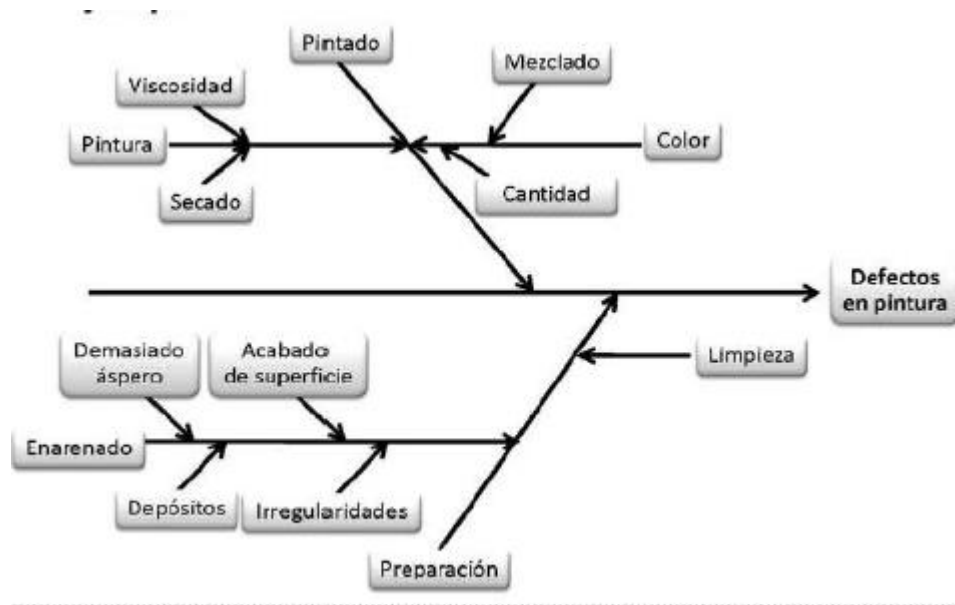 Pintado
Mezclado
Viscosidad
Pintura
Color
Secado
Cantidad
Defectos
en pintura
Demasiado
áspero
Acabado
de superficie
Limpieza
Enarenado
Depósitos
Irregularidades
Preparación